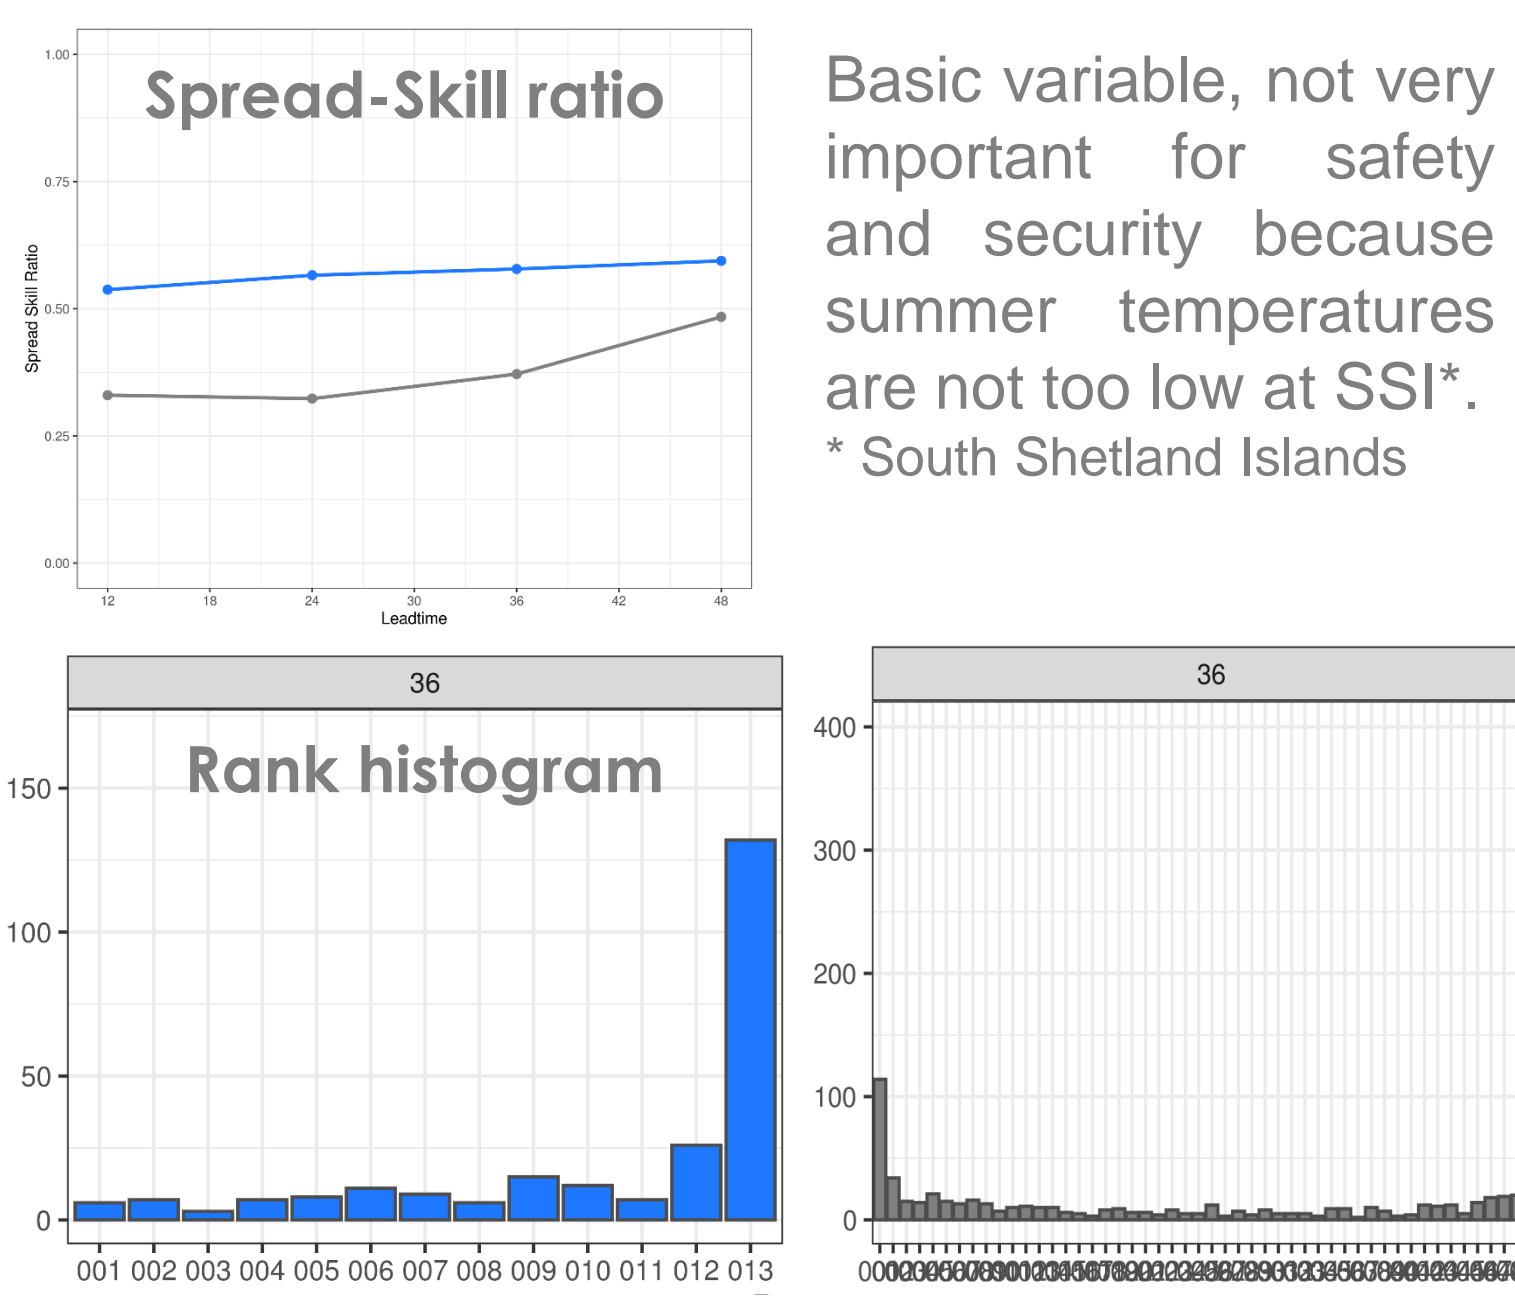 1.00
Spread-Skill ratio
0.75
0.50
0.25
0.00
Spread Skill Ratio
12 18 24 30 36 42 48
Leadtime
Basic variable, not very
important for safety
and security because
summer temperatures
are not too low at SSI*.
* South Shetland Islands
36
Rank histogram
150
100
50
0
001 002 003 004 005 006 007 008 009 010 011 012 013
36
400
300
200
100
0